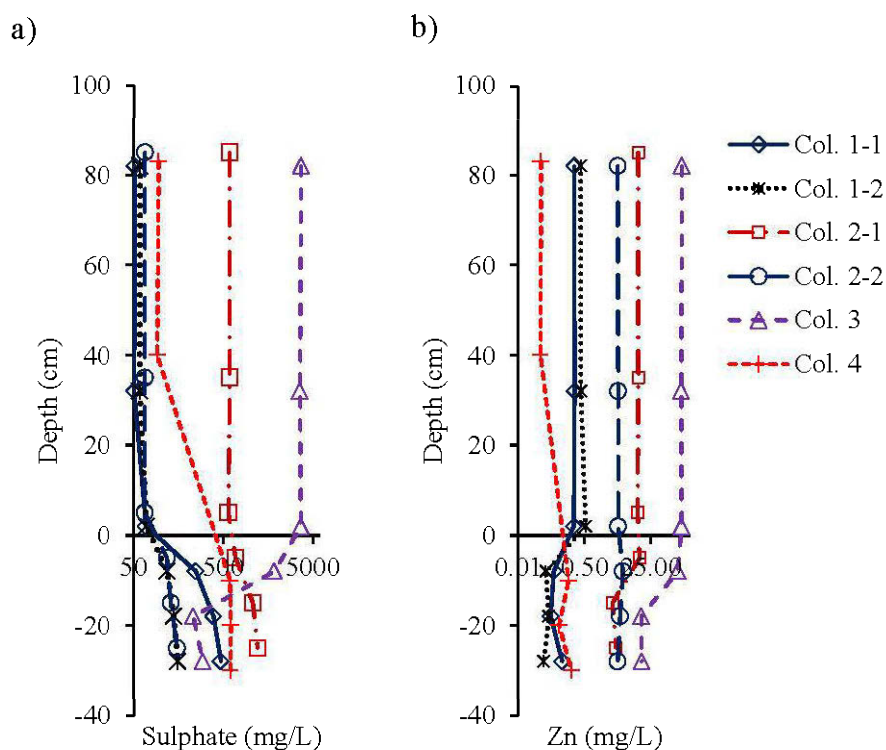 a)
100
80
60
40
20
0
-20
-40
Depth (cm)
50 500 5000
Sulphate (mg/L)
b)
100
80
60
40
20
0
-20
-40
Depth (cm)
0.01 0.50 25.00
Zn (mg/L)
Col. 1-1
Col. 1-2
Col. 2-1
Col. 2-2
Col. 3
Col. 4